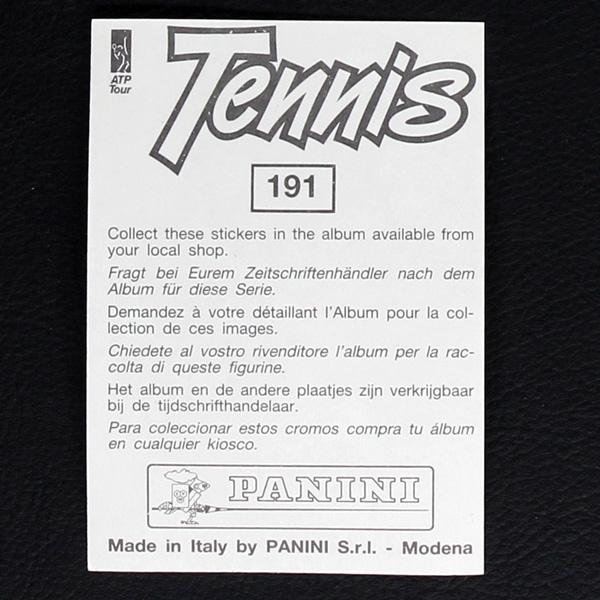 ATP
Tour
Tennis
191
Collect these stickers in the album available from
your local shop.
Fragt bei Eurem Zeitschriftenhändler nach dem
Album für diese Serie.
Demandez à votre détaillant l'Album pour la col-
lection de ces images.
Chiedete al vostro rivenditore l'album per la rac-
colta di queste figurine.
Het album en de andere plaatjes zijn verkrijgbaar
bij de tijdschrifthandelaar.
Para coleccionar estos cromos compra tu álbum
en cualquier kiosco.
PANINI
Made in Italy by PANINI S.r.l. - Modena